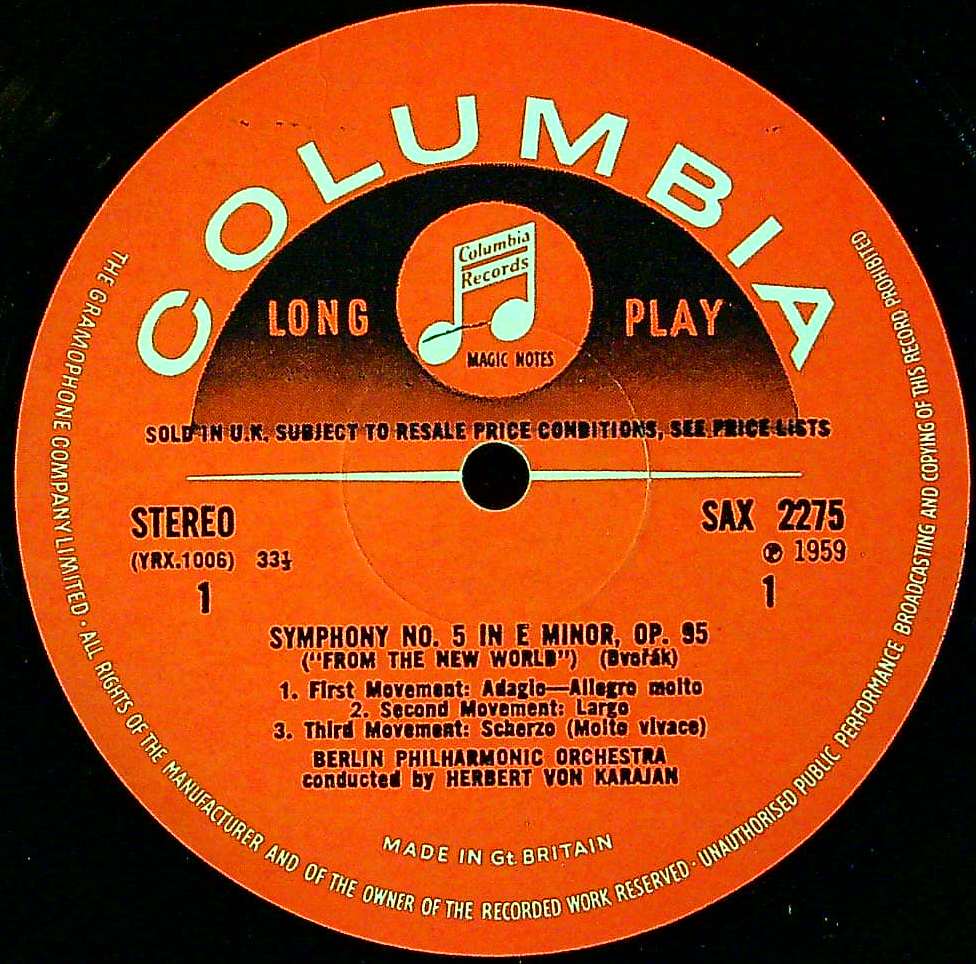 COLUMBIA
Columbia
Records
LONG PLAY
MAGIC NOTES
SOLD IN U.K. SUBJECT TO RESALE PRICE CONDITIONS, SEE PRICE LISTS
STEREO SAX 2275
(YRX.1006) 33⅓ ℗ 1959
1 1
SYMPHONY NO. 5 IN E MINOR, OP. 95
("FROM THE NEW WORLD") (Dvořák)
1. First Movement: Adagio—Allegro molto
2. Second Movement: Largo
3. Third Movement: Scherzo (Molto vivace)
BERLIN PHILHARMONIC ORCHESTRA
conducted by HERBERT VON KARAJAN
MADE IN Gt BRITAIN
THE GRAMOPHONE COMPANY LIMITED · ALL RIGHTS OF THE MANUFACTURER AND OF THE OWNER OF THE RECORDED WORK RESERVED · UNAUTHORISED PUBLIC PERFORMANCE BROADCASTING AND COPYING OF THIS RECORD PROHIBITED